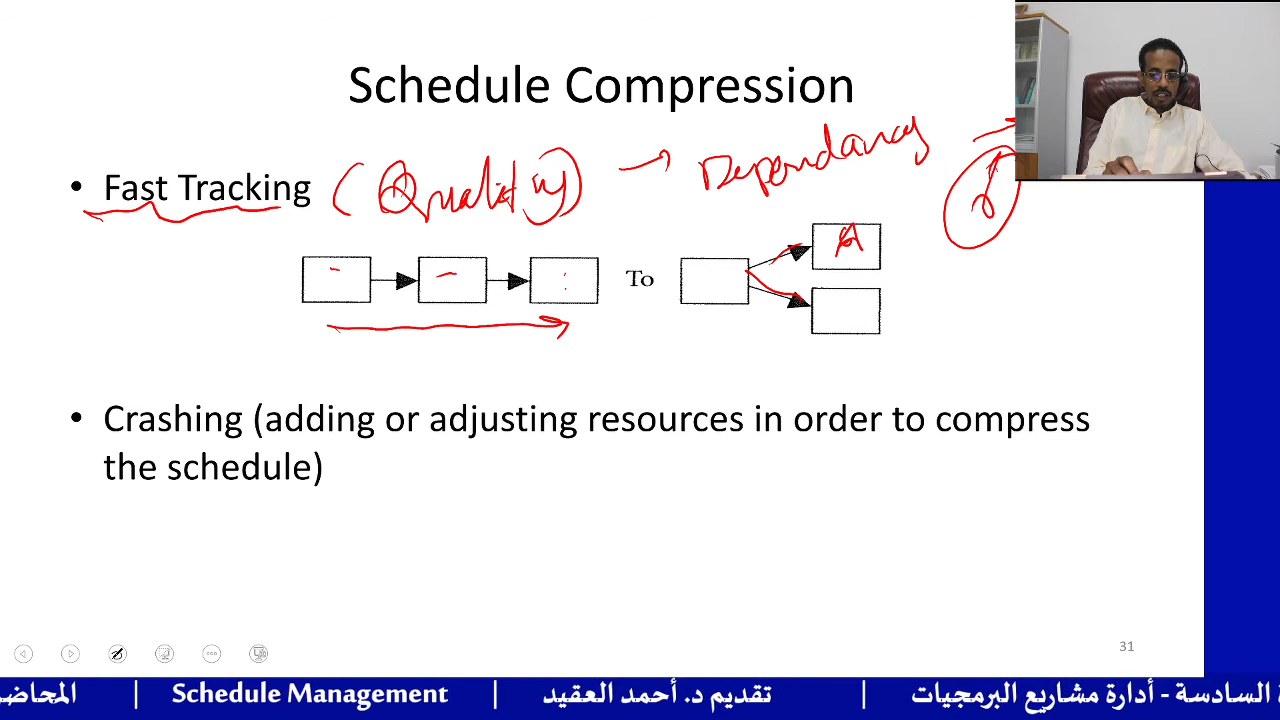 Schedule Compression
• Fast Tracking (Quality) → Dependancy
To
A
• Crashing (adding or adjusting resources in order to compress
the schedule)
31
المحاض | Schedule Management | تقديم د. أحمد العقيد | ة السادسة - أدارة مشاريع البرمجيات